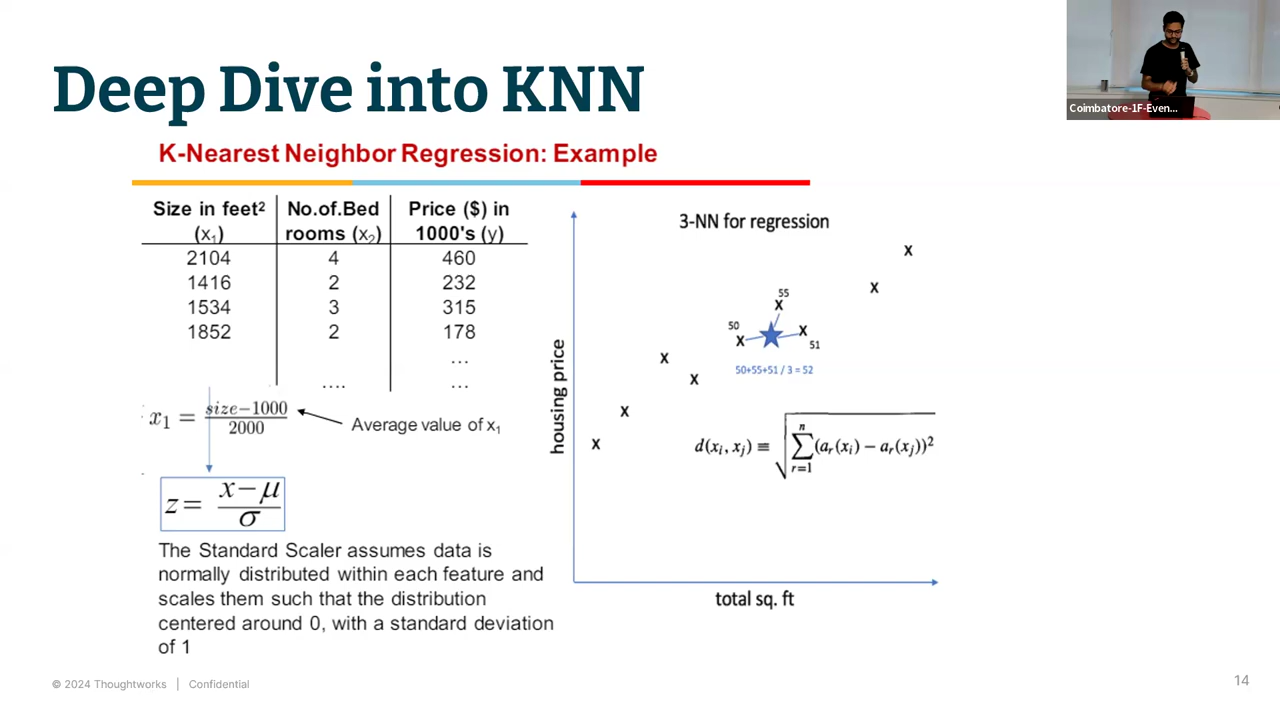 Deep Dive into KNN
Coimbatore-1F-Even...
K-Nearest Neighbor Regression: Example
Size in feet² (x₁) No.of.Bed rooms (x₂) Price ($) in 1000's (y)
2104 4 460
1416 2 232
1534 3 315
1852 2 178
...
.... ...
x₁ = size−1000 / 2000
Average value of x₁
z = x − μ / σ
The Standard Scaler assumes data is
normally distributed within each feature and
scales them such that the distribution
centered around 0, with a standard deviation
of 1
3-NN for regression
housing price
x
x
55
x
50
x
x
51
x
x
50+55+51 / 3 = 52
x
x
d(xᵢ, xⱼ) ≡ √ n ∑ r=1 (aᵣ(xᵢ) − aᵣ(xⱼ))²
total sq. ft
© 2024 Thoughtworks | Confidential
14